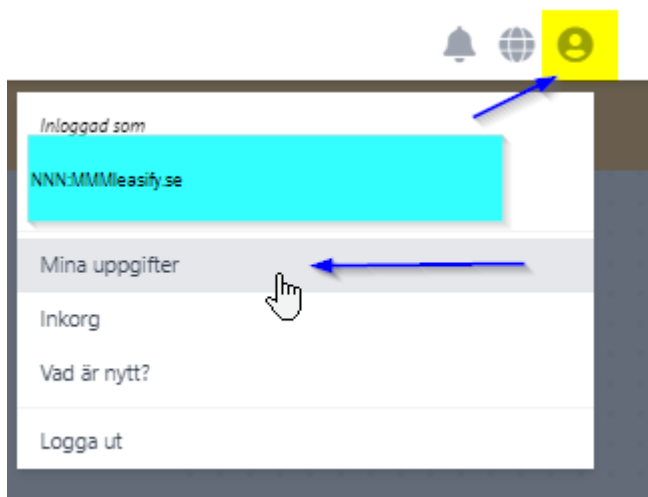 Inloggad som
NNN:MMMleasify.se
Mina uppgifter
Inkorg
Vad är nytt?
Logga ut